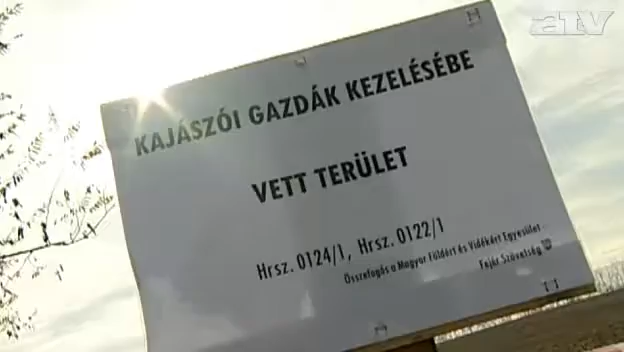 aTV
KAJÁSZÓI GAZDÁK KEZELÉSÉBE
VETT TERÜLET
Hrsz. 0124/1, Hrsz. 0122/1
Összefogás a Magyar Földért és Vidékért Egyesület
Fejér Szövetség